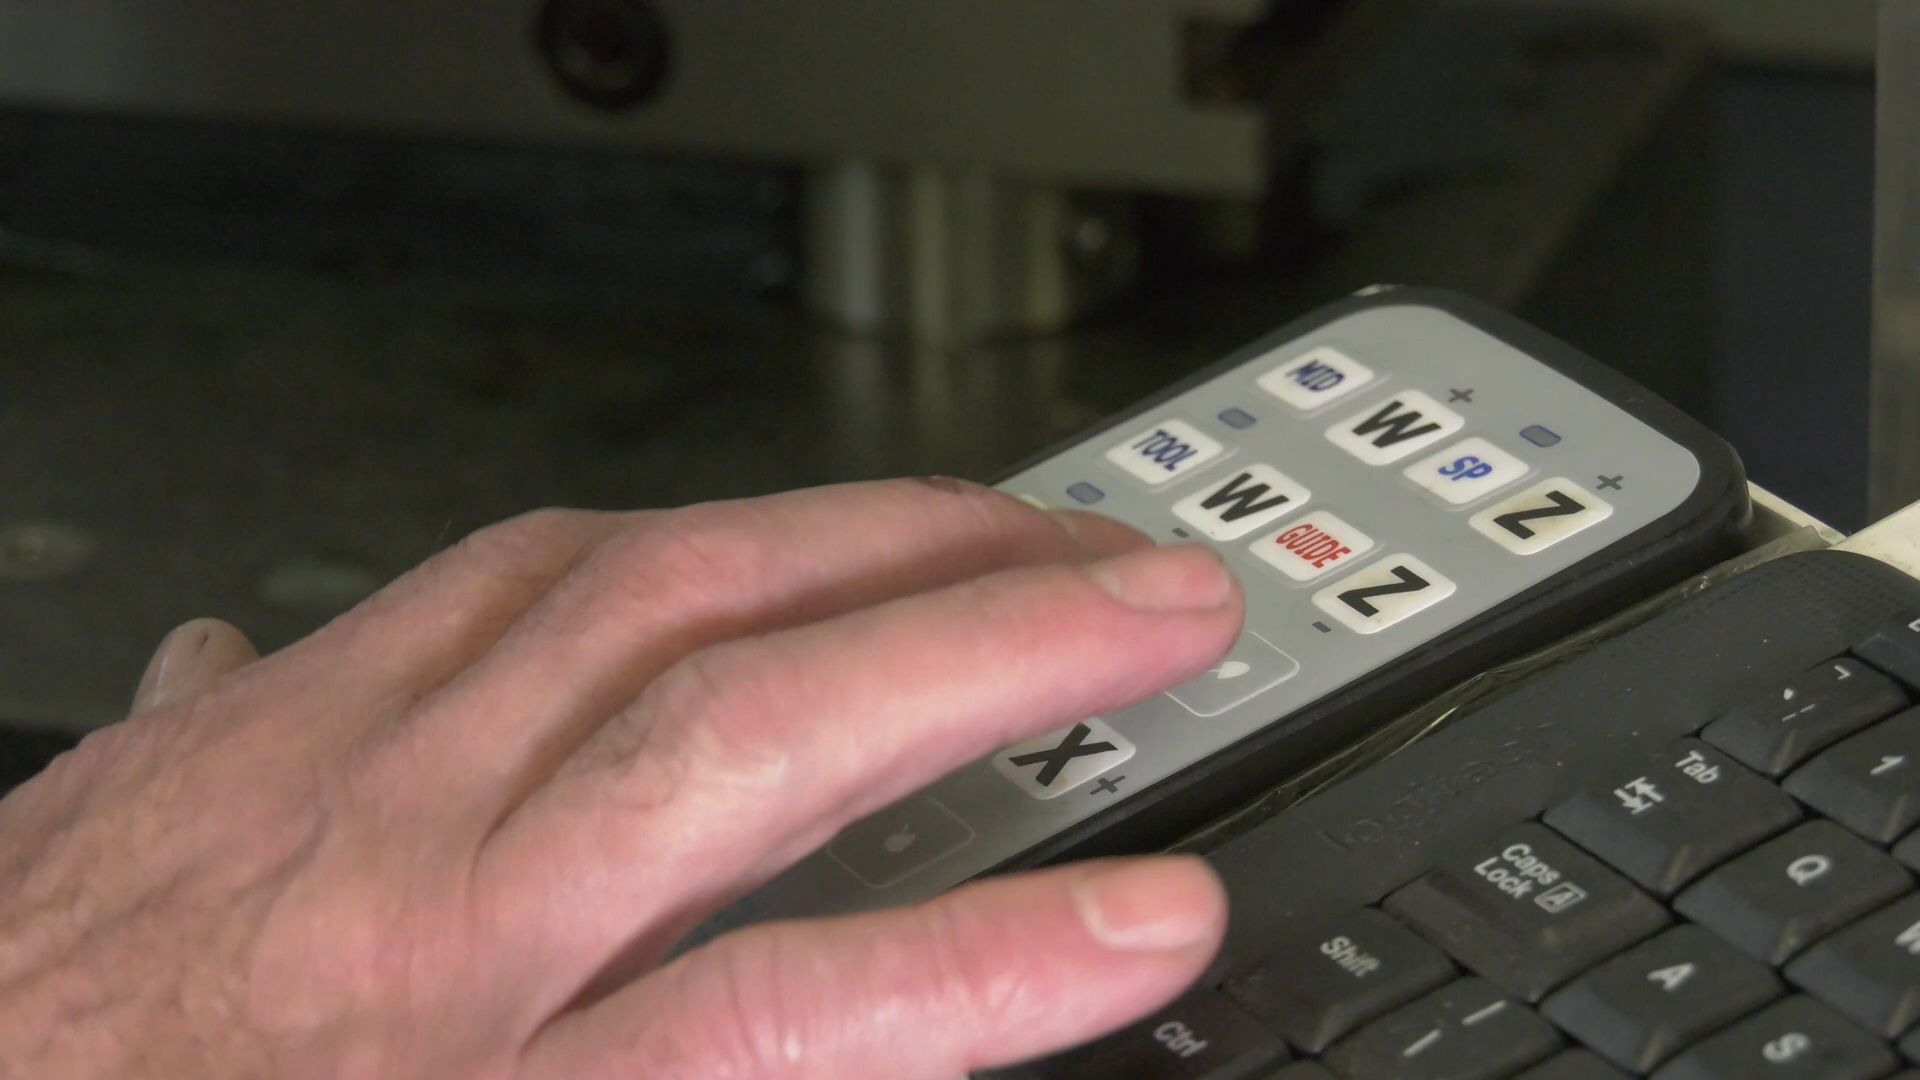 MID
W
+
TOOL
SP
Z
+
W
-
GUIDE
Z
-
X
+
1
Tab
Q
Caps
Lock A
W
Shift
A
Ctrl
S